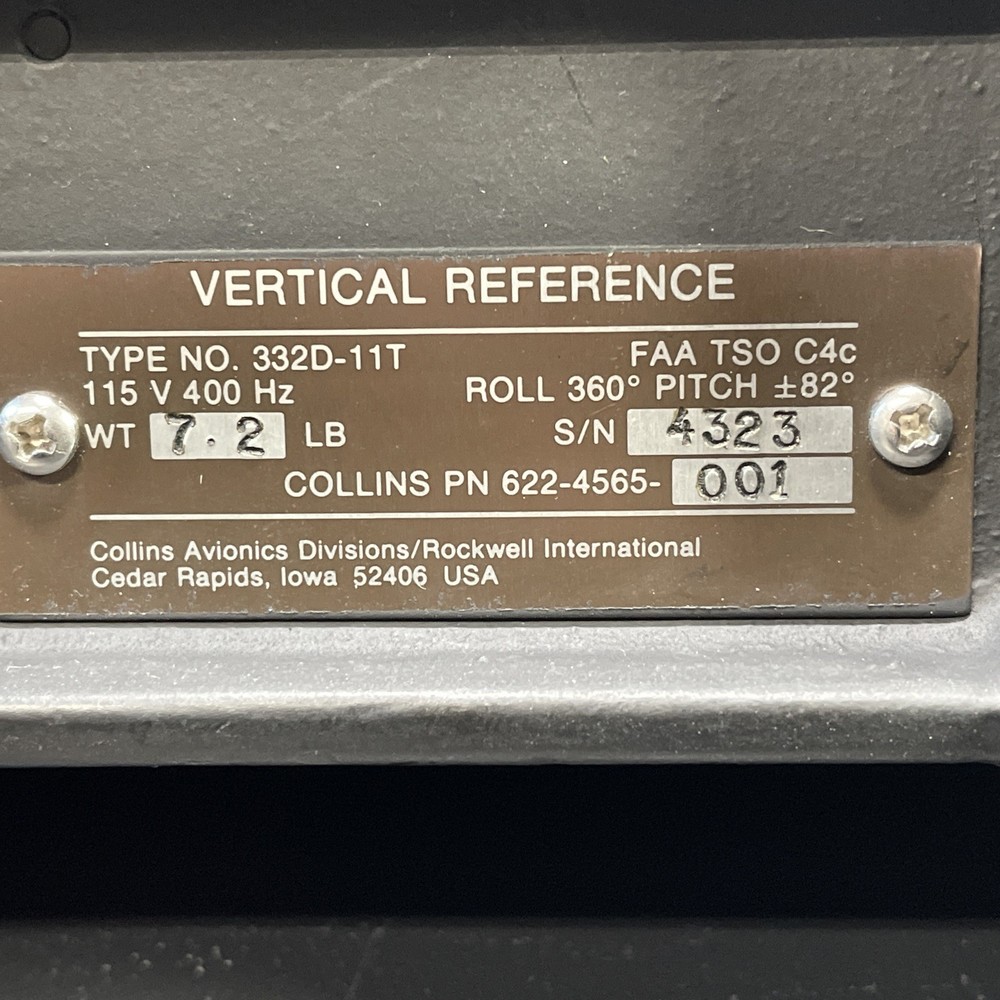 VERTICAL REFERENCE
TYPE NO. 332D-11T FAA TSO C4c
115 V 400 Hz ROLL 360° PITCH ±82°
WT 7.2 LB S/N 4323
COLLINS PN 622-4565- 001
Collins Avionics Divisions/Rockwell International
Cedar Rapids, Iowa 52406 USA